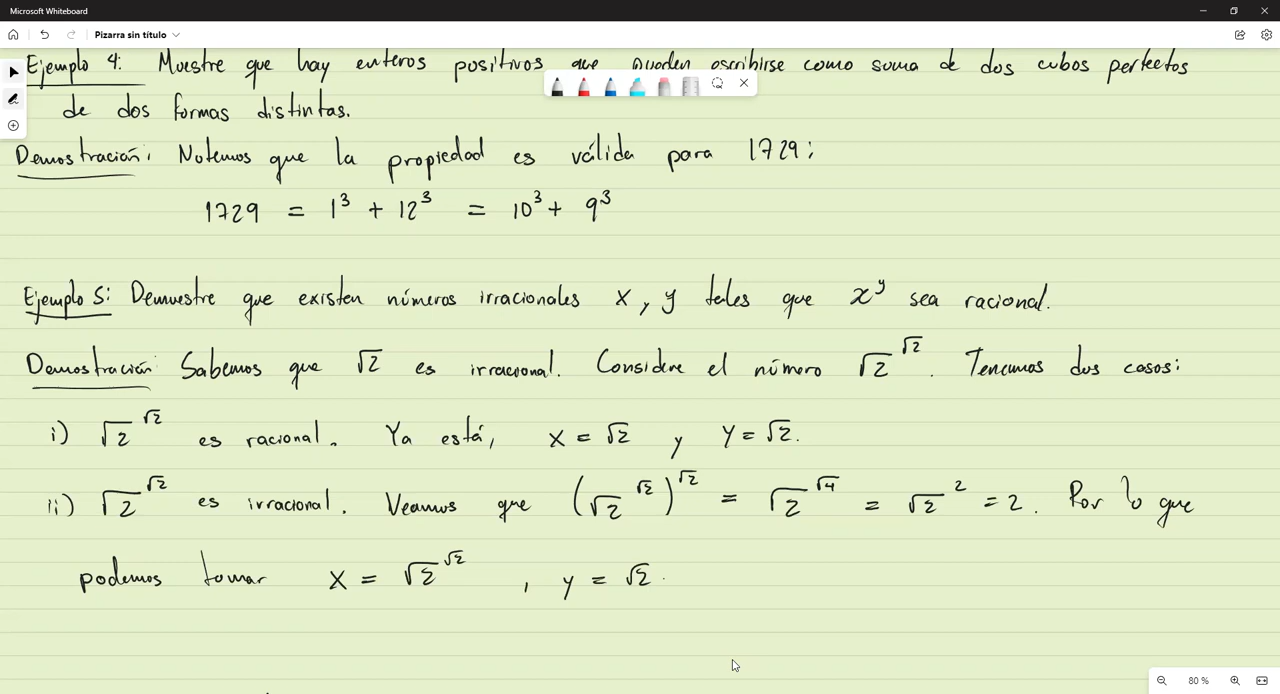 Microsoft Whiteboard
Pizarra sin título
Ejemplo 4: Muestre que hay enteros positivos que pueden escribirse como suma de dos cubos perfectos
de dos formas distintas.
Demostración: Notemos que la propiedad es válida para 1729:
1729 = 1³ + 12³ = 10³ + 9³
Ejemplo 5: Demuestre que existen números irracionales x, y tales que x^y sea racional.
Demostración: Sabemos que √2 es irracional. Considere el número √2^√2. Tenemos dos casos:
i) √2^√2 es racional. Ya está, x = √2 y y = √2.
ii) √2^√2 es irracional. Veamos que (√2^√2)^√2 = √2^√4 = √2^2 = 2. Por lo que
podemos tomar x = √2^√2, y = √2.
80 %